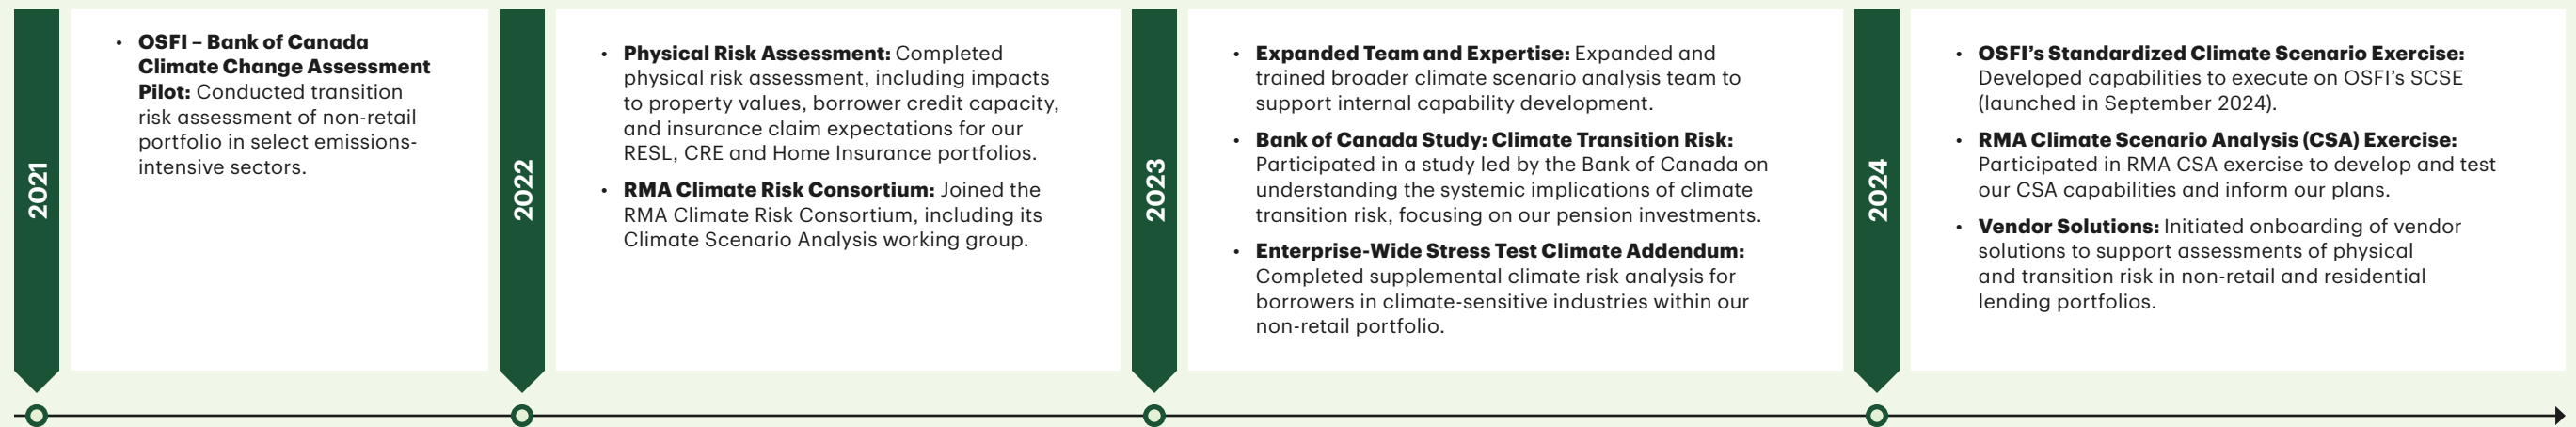 2021
• OSFI – Bank of Canada
Climate Change Assessment
Pilot: Conducted transition
risk assessment of non-retail
portfolio in select emissions-
intensive sectors.
2022
• Physical Risk Assessment: Completed
physical risk assessment, including impacts
to property values, borrower credit capacity,
and insurance claim expectations for our
RESL, CRE and Home Insurance portfolios.
• RMA Climate Risk Consortium: Joined the
RMA Climate Risk Consortium, including its
Climate Scenario Analysis working group.
2023
• Expanded Team and Expertise: Expanded and
trained broader climate scenario analysis team to
support internal capability development.
• Bank of Canada Study: Climate Transition Risk:
Participated in a study led by the Bank of Canada on
understanding the systemic implications of climate
transition risk, focusing on our pension investments.
• Enterprise-Wide Stress Test Climate Addendum:
Completed supplemental climate risk analysis for
borrowers in climate-sensitive industries within our
non-retail portfolio.
2024
• OSFI’s Standardized Climate Scenario Exercise:
Developed capabilities to execute on OSFI’s SCSE
(launched in September 2024).
• RMA Climate Scenario Analysis (CSA) Exercise:
Participated in RMA CSA exercise to develop and test
our CSA capabilities and inform our plans.
• Vendor Solutions: Initiated onboarding of vendor
solutions to support assessments of physical
and transition risk in non-retail and residential
lending portfolios.